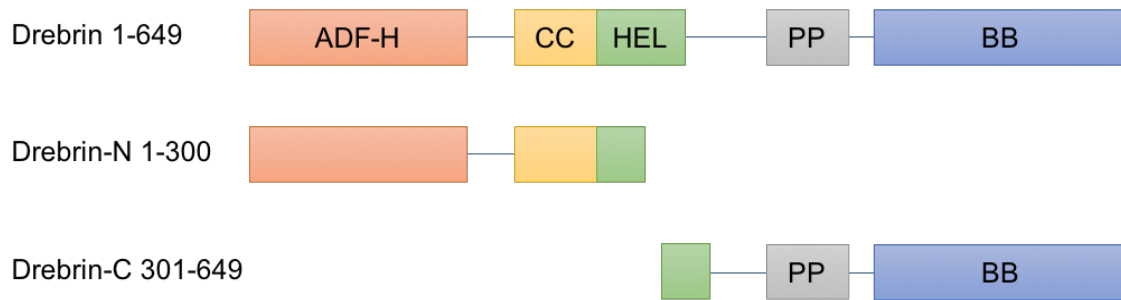 Drebrin 1-649 ADF-H CC HEL PP BB
Drebrin-N 1-300
Drebrin-C 301-649 PP BB